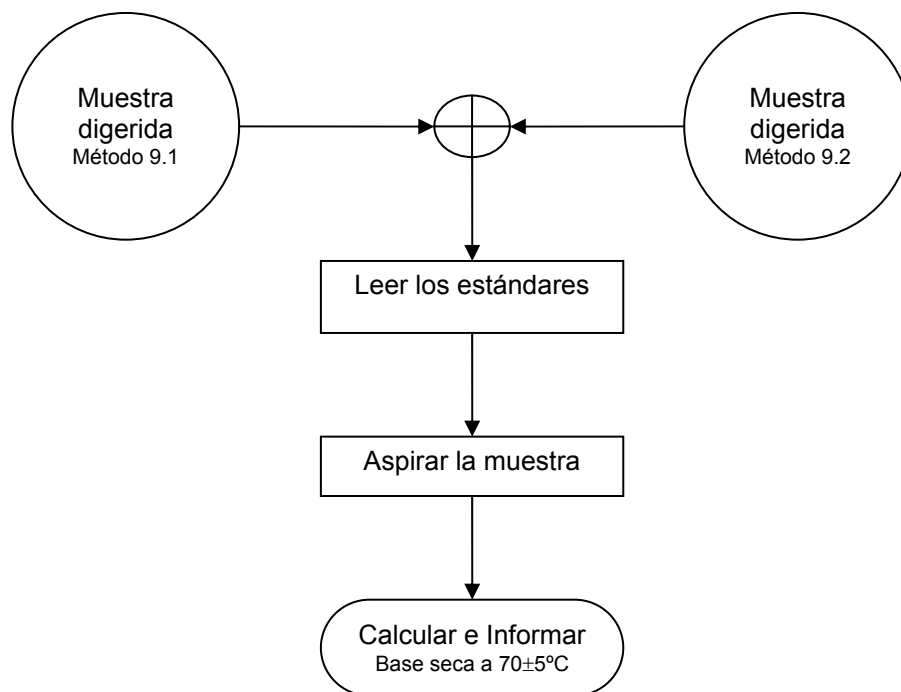 Muestra
digerida
Método 9.1
Muestra
digerida
Método 9.2
Leer los estándares
Aspirar la muestra
Calcular e Informar
Base seca a 70±5ºC